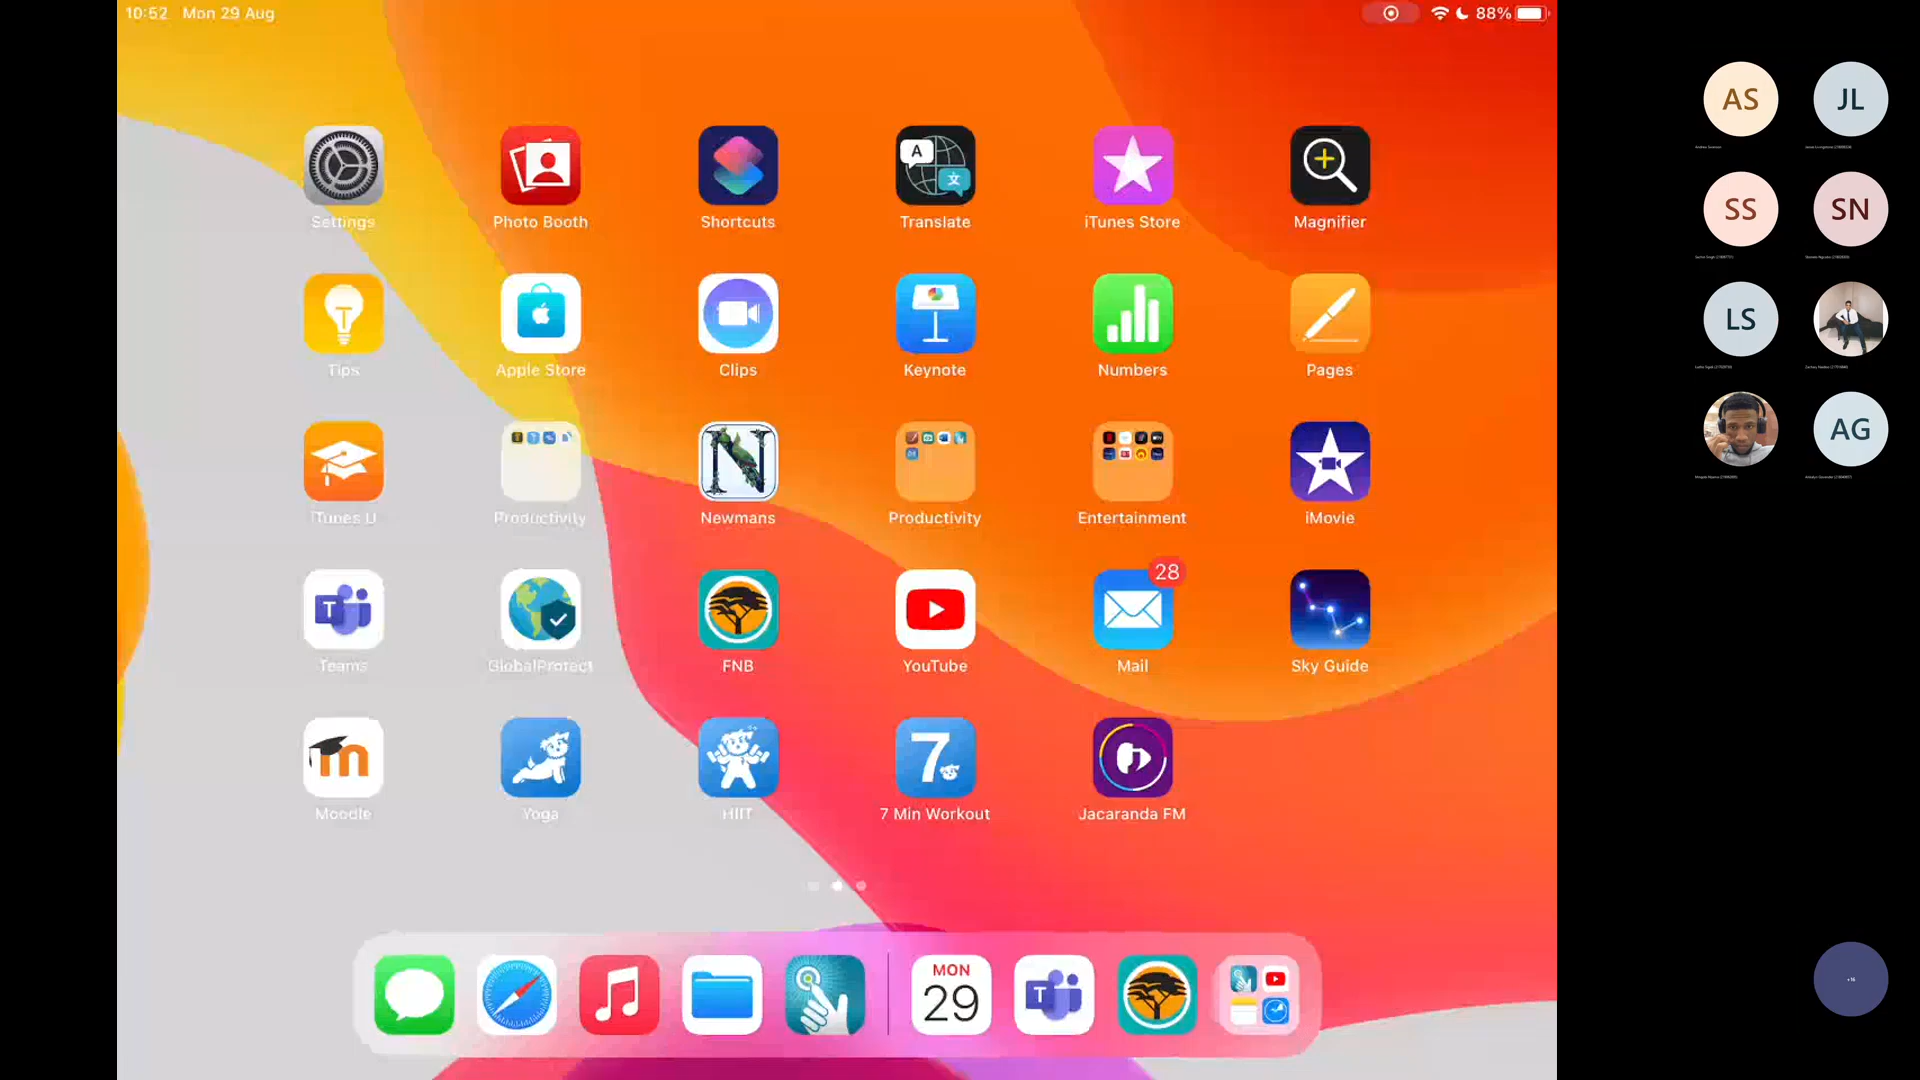 10:52 Mon 29 Aug 88%
Settings Photo Booth Shortcuts Translate iTunes Store Magnifier
Tips Apple Store Clips Keynote Numbers Pages
iTunes U Productivity Newmans Productivity Entertainment iMovie
28
Teams GlobalProtect FNB YouTube Mail Sky Guide
7
Moodle Yoga HIIT 7 Min Workout Jacaranda FM
MON
29
AS JL
SS SN
LS
AG